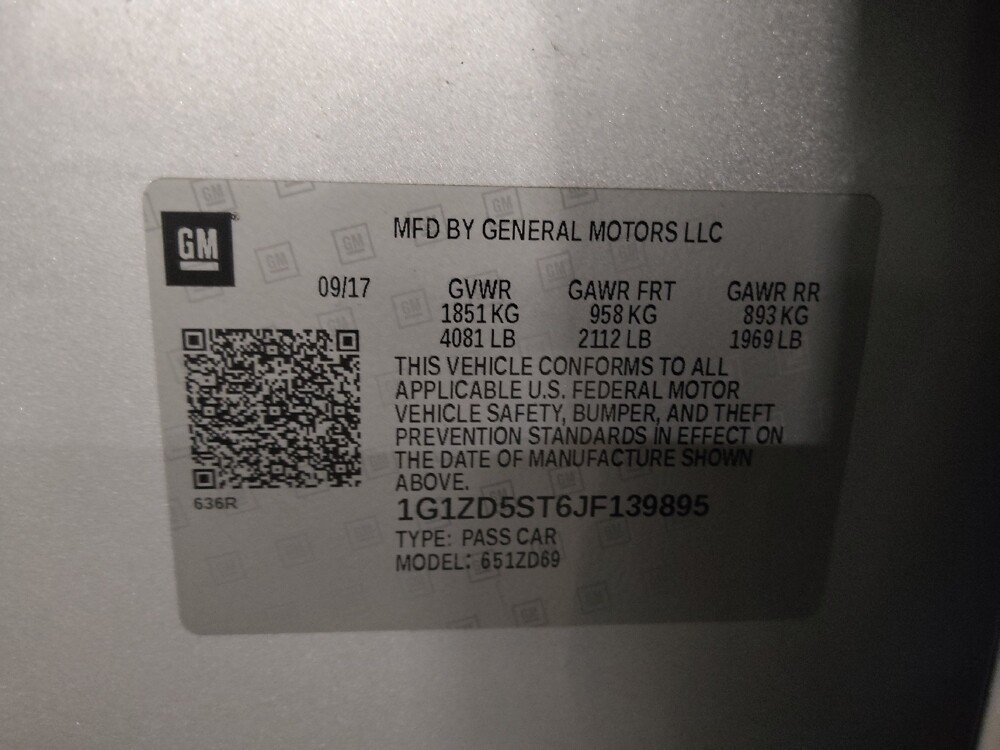 GM
MFD BY GENERAL MOTORS LLC
09/17 GVWR GAWR FRT GAWR RR
1851 KG 958 KG 893 KG
4081 LB 2112 LB 1969 LB
THIS VEHICLE CONFORMS TO ALL
APPLICABLE U.S. FEDERAL MOTOR
VEHICLE SAFETY, BUMPER, AND THEFT
PREVENTION STANDARDS IN EFFECT ON
THE DATE OF MANUFACTURE SHOWN
ABOVE.
636R
1G1ZD5ST6JF139895
TYPE: PASS CAR
MODEL: 651ZD69